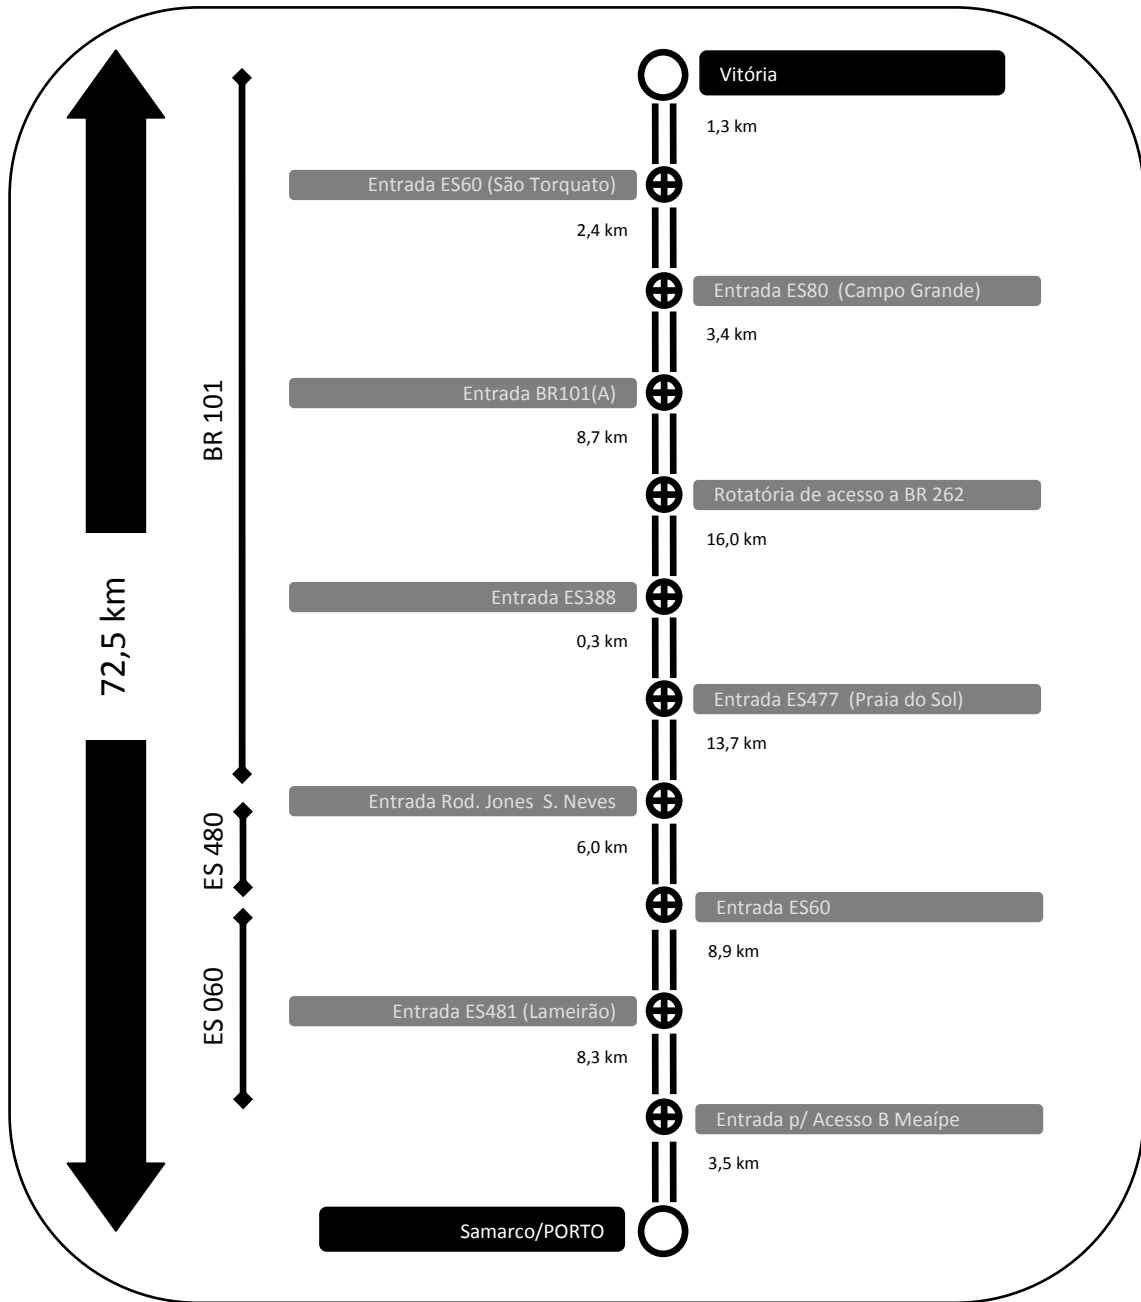 Vitória
1,3 km
Entrada ES60 (São Torquato)
2,4 km
Entrada ES80 (Campo Grande)
3,4 km
Entrada BR101(A)
8,7 km
Rotatória de acesso a BR 262
16,0 km
Entrada ES388
0,3 km
Entrada ES477 (Praia do Sol)
13,7 km
Entrada Rod. Jones S. Neves
6,0 km
Entrada ES60
8,9 km
Entrada ES481 (Lameirão)
8,3 km
Entrada p/ Acesso B Meaípe
3,5 km
Samarco/PORTO
72,5 km
BR 101
ES 480
ES 060